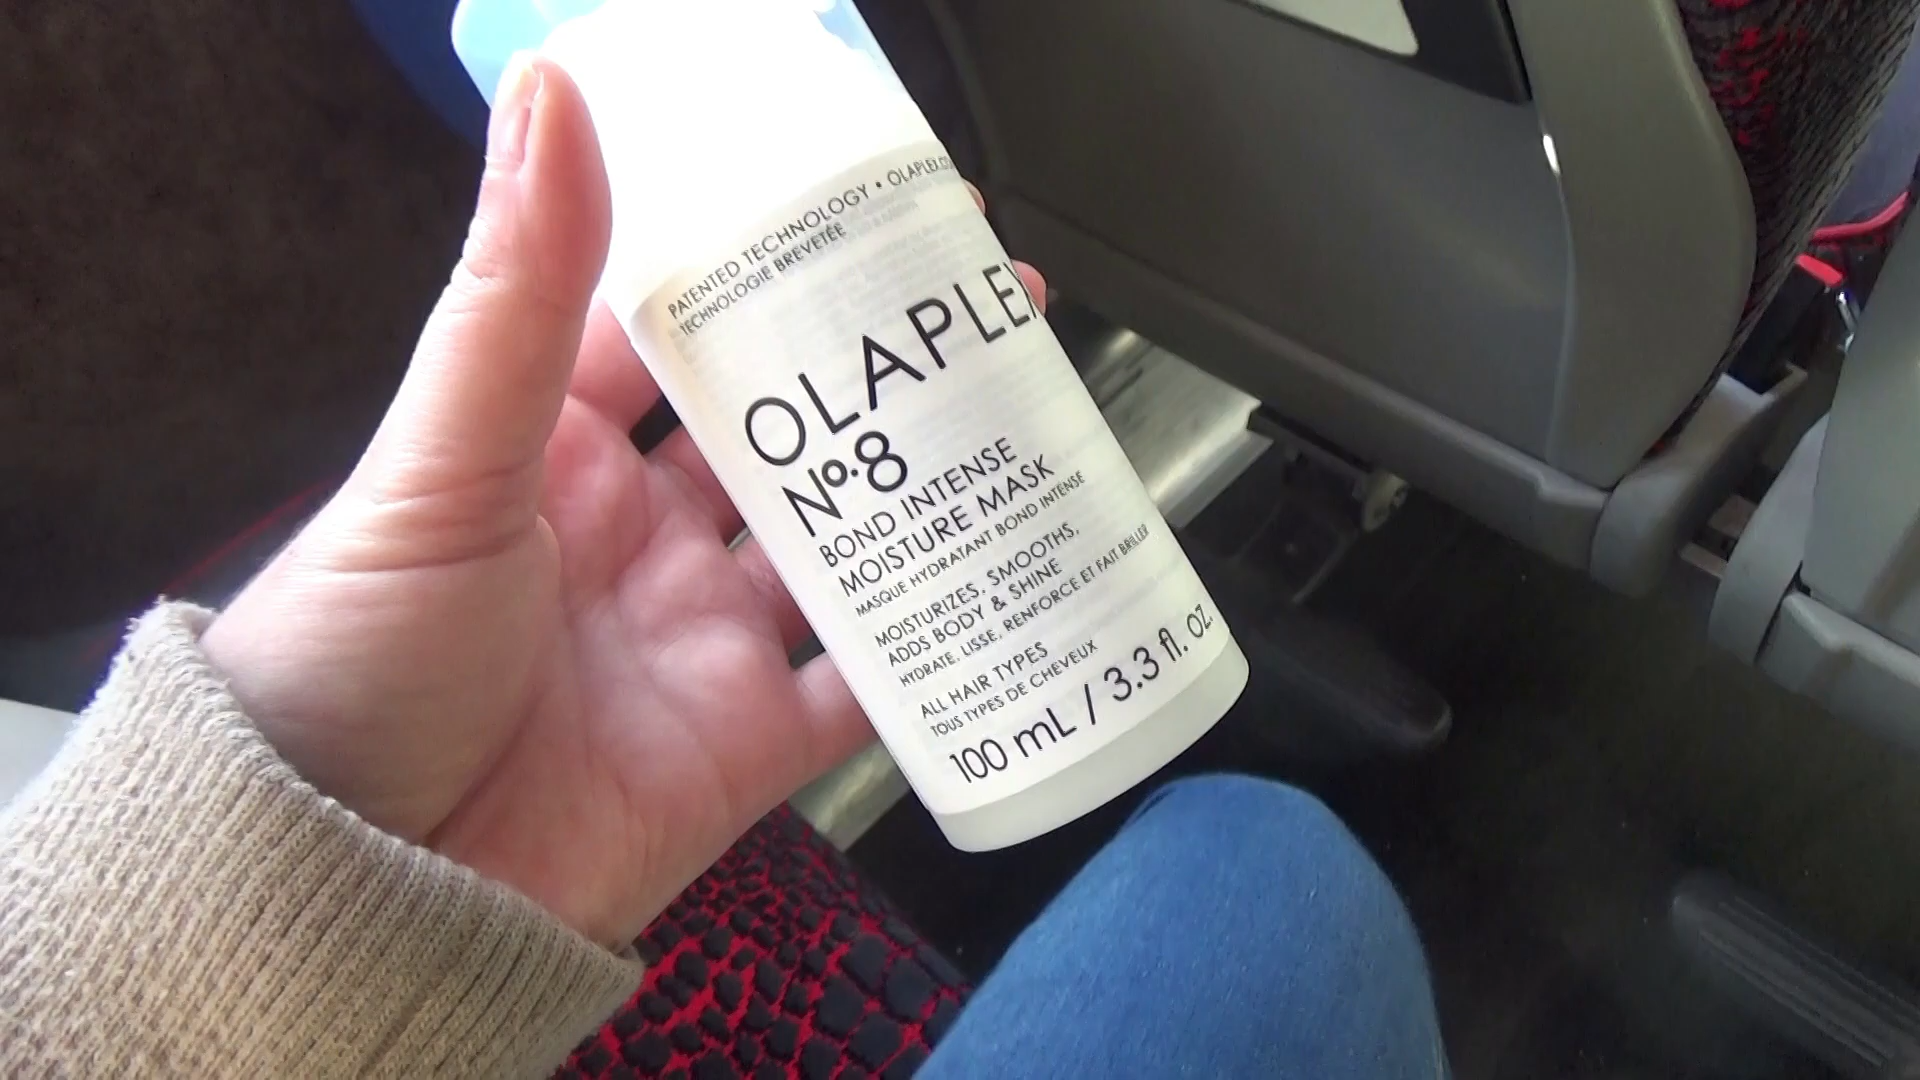 PATENTED TECHNOLOGY • OLAPLEX.CO
TECHNOLOGIE BREVETÉE
OLAPLEX
Nº.8
BOND INTENSE
MOISTURE MASK
MASQUE HYDRATANT BOND INTENSE
MOISTURIZES, SMOOTHS,
ADDS BODY & SHINE
HYDRATE, LISSE, RENFORCE ET FAIT BRILLER
ALL HAIR TYPES
TOUS TYPES DE CHEVEUX
100 mL / 3.3 fl. oz.